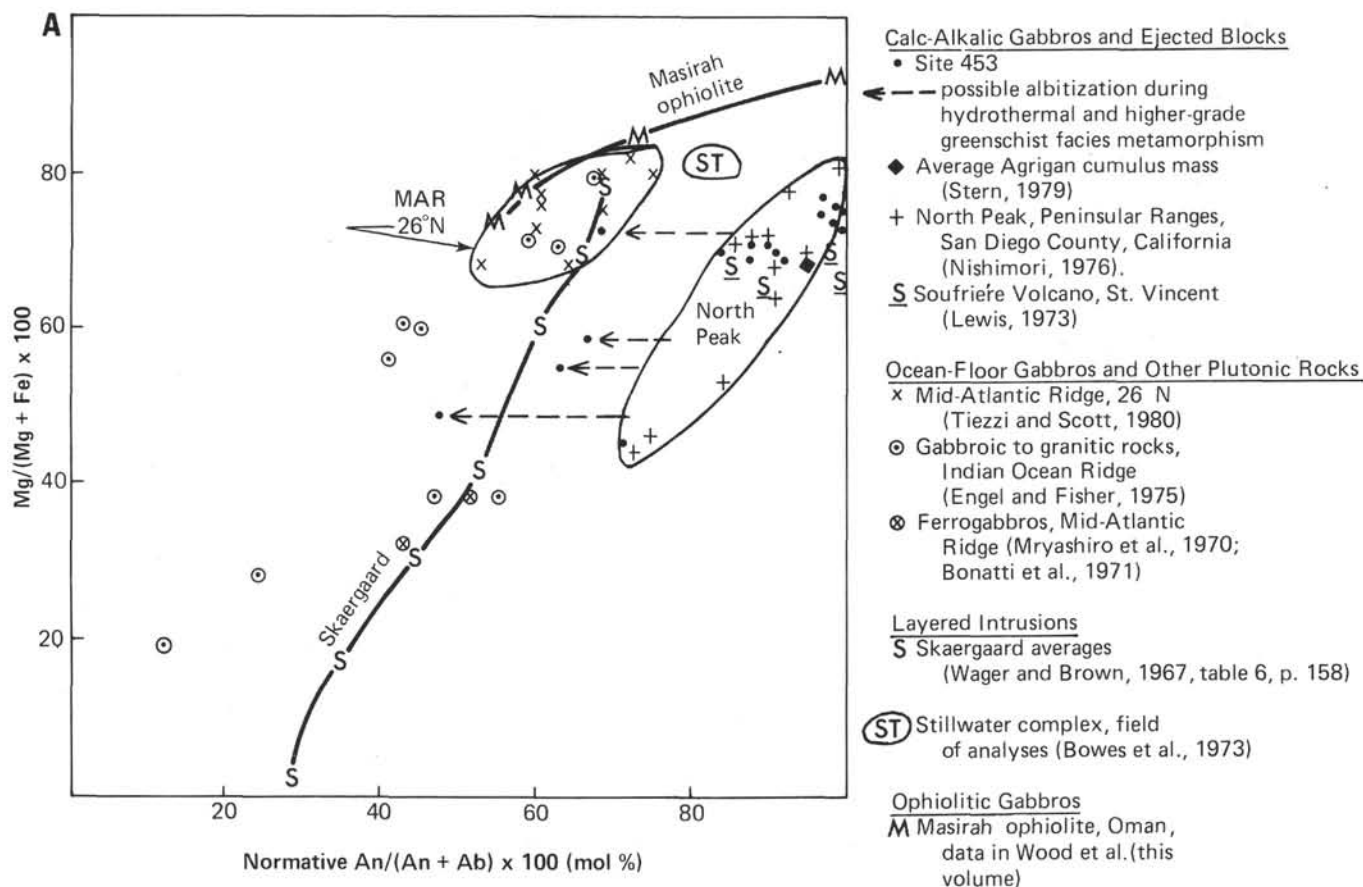 A
Masirah
ophiolite
M
M
M
M
ST
MAR
26°N
80
60
40
20
S
S
S
S
S
S
S
S
S
S
S
North
Peak
Skaergaard
Mg/(Mg + Fe) x 100
20
40
60
80
Normative An/(An + Ab) x 100 (mol %)
Calc-Alkalic Gabbros and Ejected Blocks
Site 453
possible albitization during
hydrothermal and higher-grade
greenschist facies metamorphism
Average Agrigan cumulus mass
(Stern, 1979)
North Peak, Peninsular Ranges,
San Diego County, California
(Nishimori, 1976).
S Soufrie're Volcano, St. Vincent
(Lewis, 1973)
Ocean-Floor Gabbros and Other Plutonic Rocks
x Mid-Atlantic Ridge, 26 N
(Tiezzi and Scott, 1980)
Gabbroic to granitic rocks,
Indian Ocean Ridge
(Engel and Fisher, 1975)
Ferrogabbros, Mid-Atlantic
Ridge (Mryashiro et al., 1970;
Bonatti et al., 1971)
Layered Intrusions
S Skaergaard averages
(Wager and Brown, 1967, table 6, p. 158)
ST Stillwater complex, field
of analyses (Bowes et al., 1973)
Ophiolitic Gabbros
M Masirah ophiolite, Oman,
data in Wood et al.(this
volume)